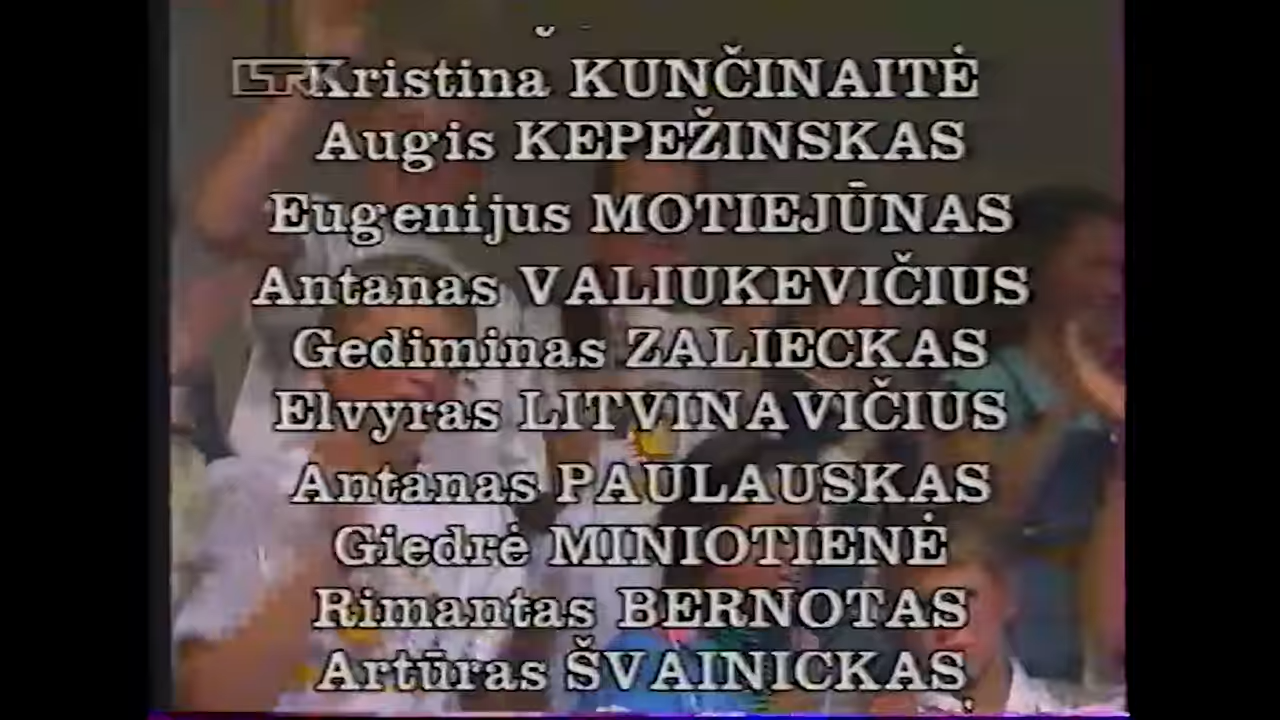 Kristina KUNČINAITĖ
Augis KEPEŽINSKAS
Eugenijus MOTIEJŪNAS
Antanas VALIUKEVIČIUS
Gediminas ZALIECKAS
Elvyras LITVINAVIČIUS
Antanas PAULAUSKAS
Giedrė MINIOTIENĖ
Rimantas BERNOTAS
Artūras ŠVAINICKAS